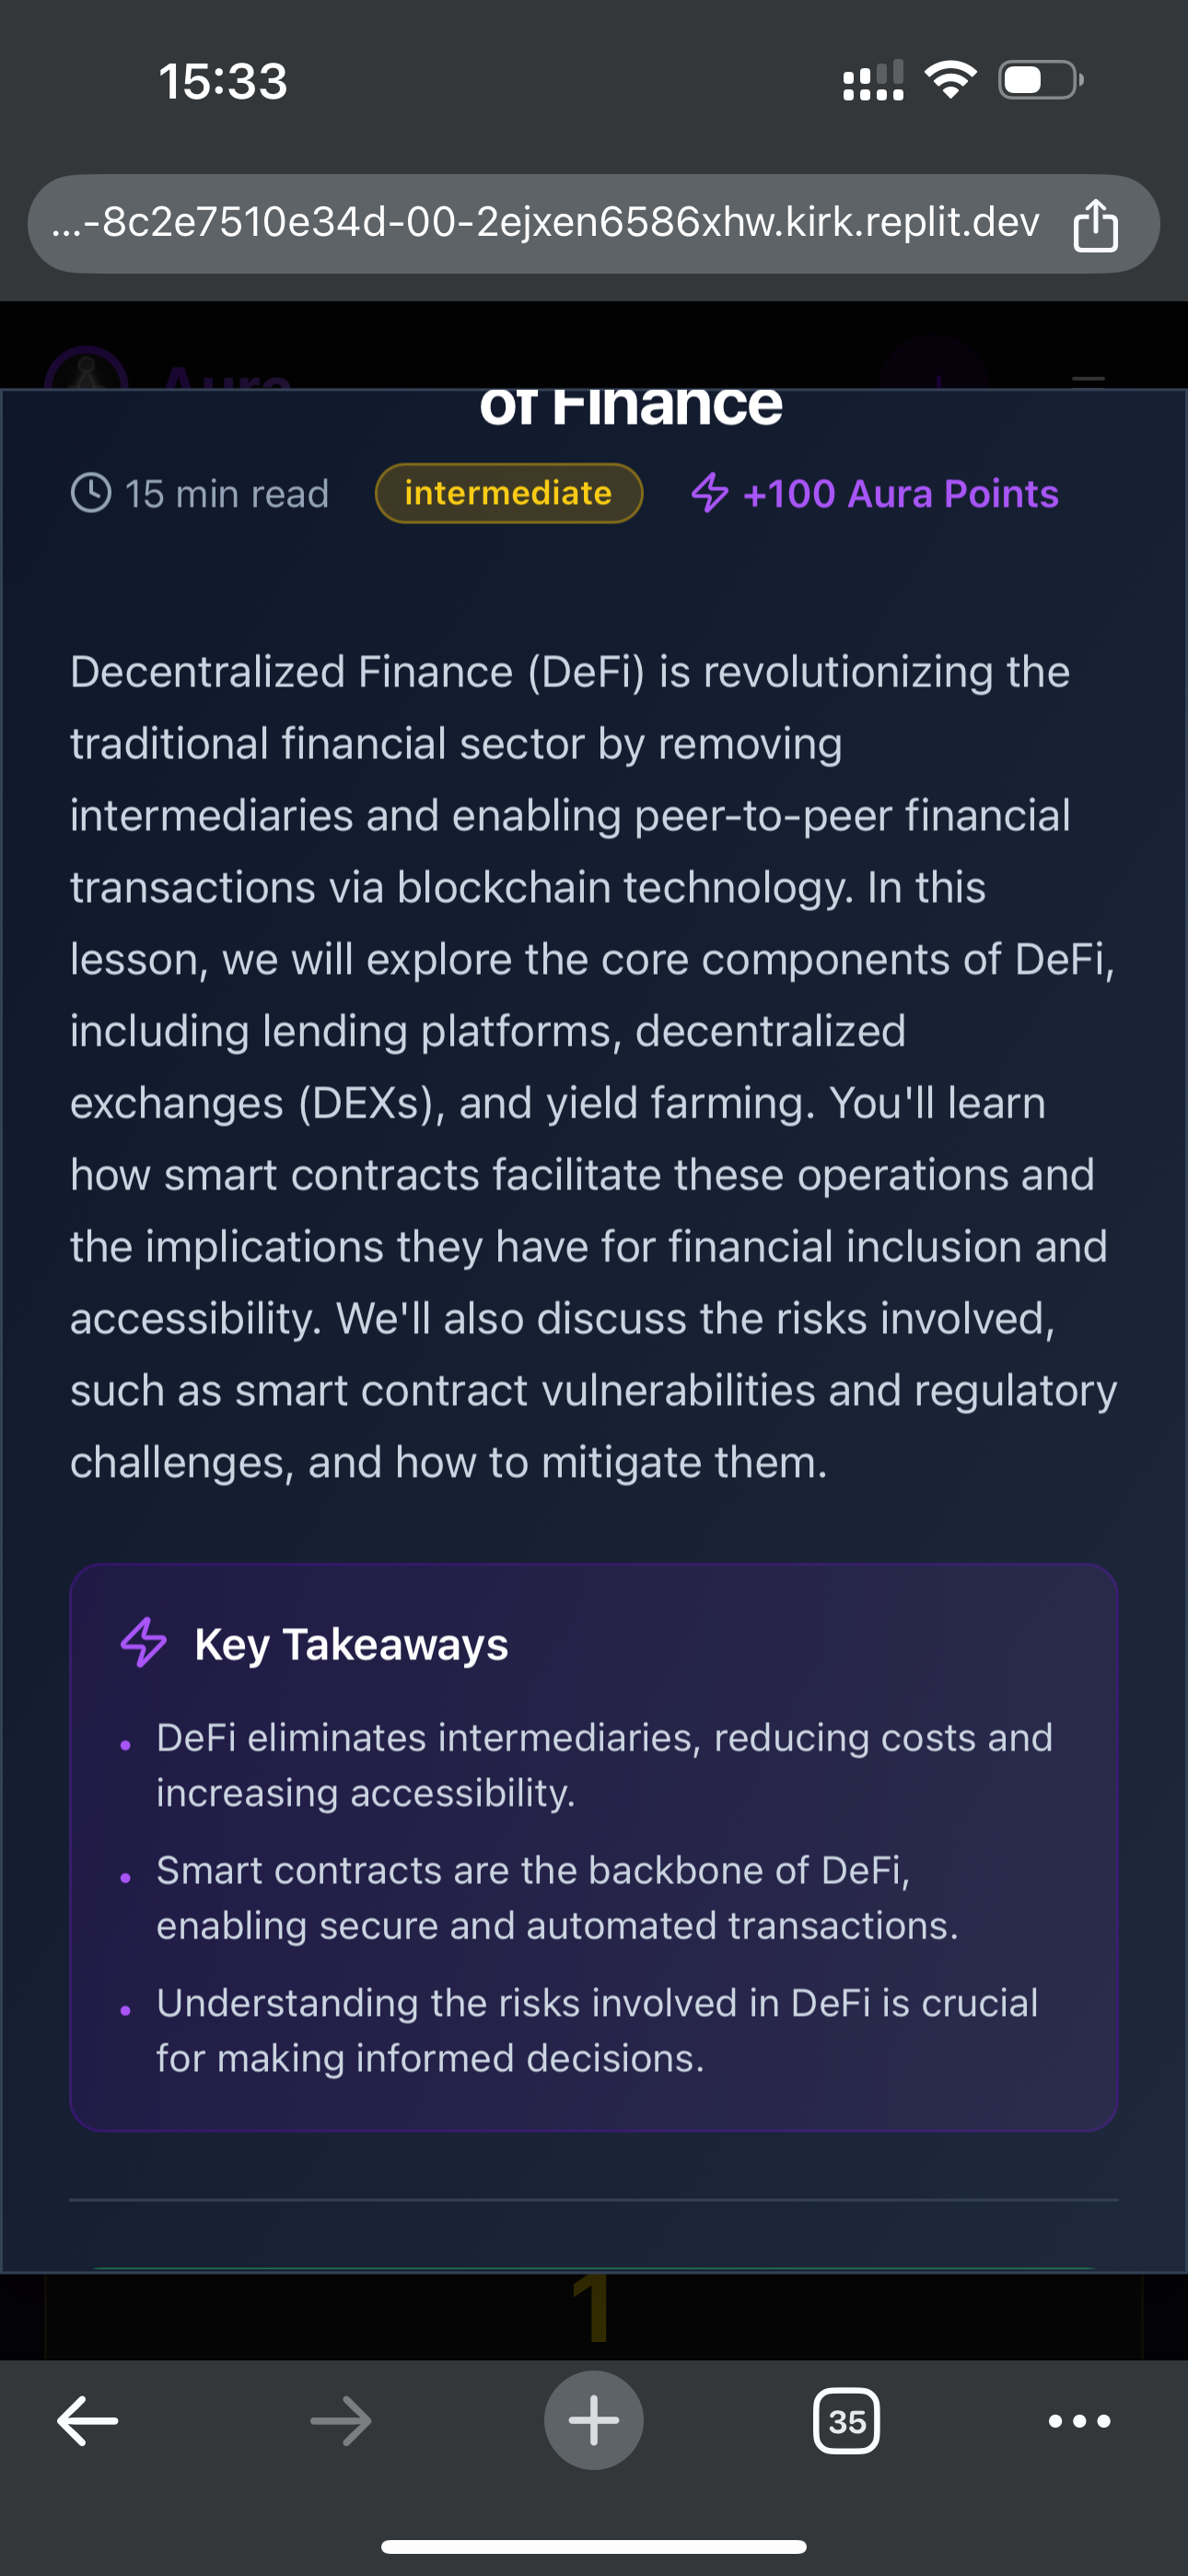 15:33
...-8c2e7510e34d-00-2ejxen6586xhw.kirk.replit.dev
Aura
of Finance
15 min read
intermediate
+100 Aura Points
Decentralized Finance (DeFi) is revolutionizing the
traditional financial sector by removing
intermediaries and enabling peer-to-peer financial
transactions via blockchain technology. In this
lesson, we will explore the core components of DeFi,
including lending platforms, decentralized
exchanges (DEXs), and yield farming. You'll learn
how smart contracts facilitate these operations and
the implications they have for financial inclusion and
accessibility. We'll also discuss the risks involved,
such as smart contract vulnerabilities and regulatory
challenges, and how to mitigate them.
Key Takeaways
• DeFi eliminates intermediaries, reducing costs and
increasing accessibility.
• Smart contracts are the backbone of DeFi,
enabling secure and automated transactions.
• Understanding the risks involved in DeFi is crucial
for making informed decisions.
1
35